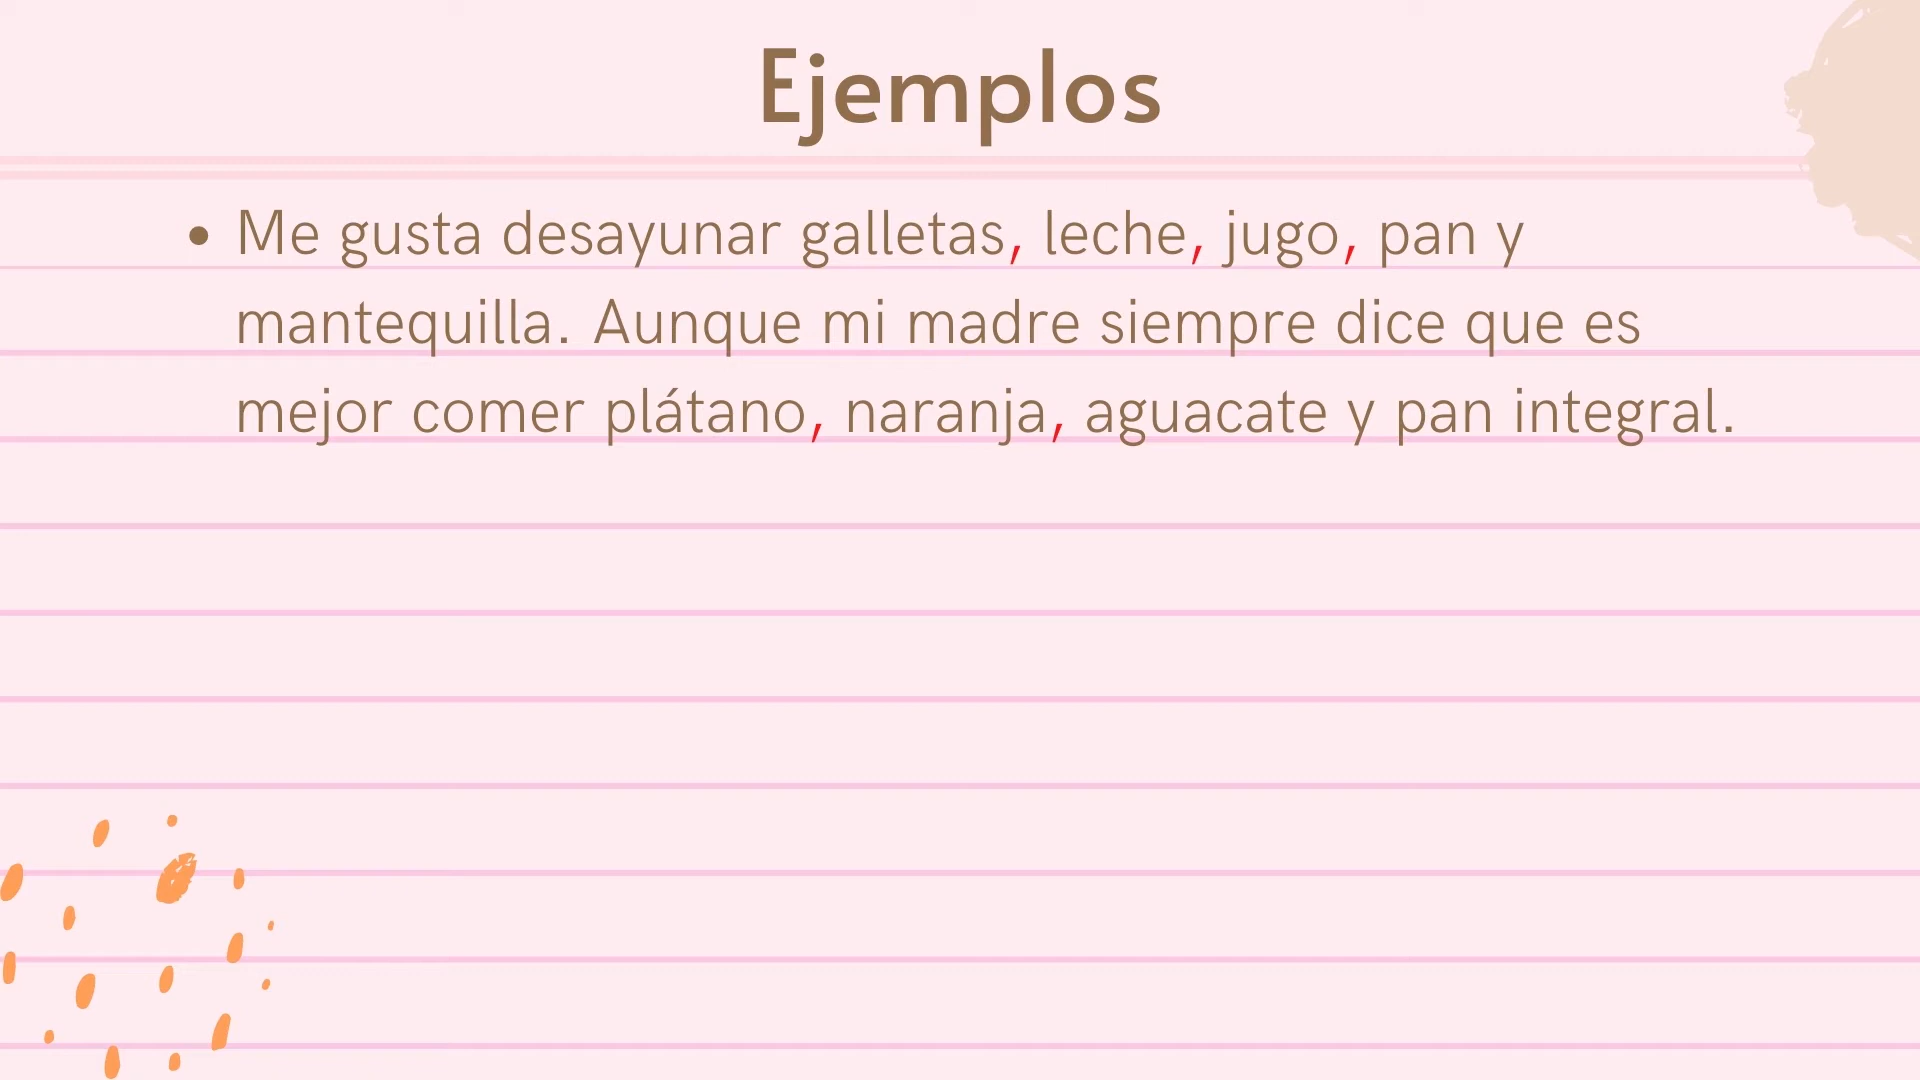 Ejemplos
• Me gusta desayunar galletas, leche, jugo, pan y
mantequilla. Aunque mi madre siempre dice que es
mejor comer plátano, naranja, aguacate y pan integral.